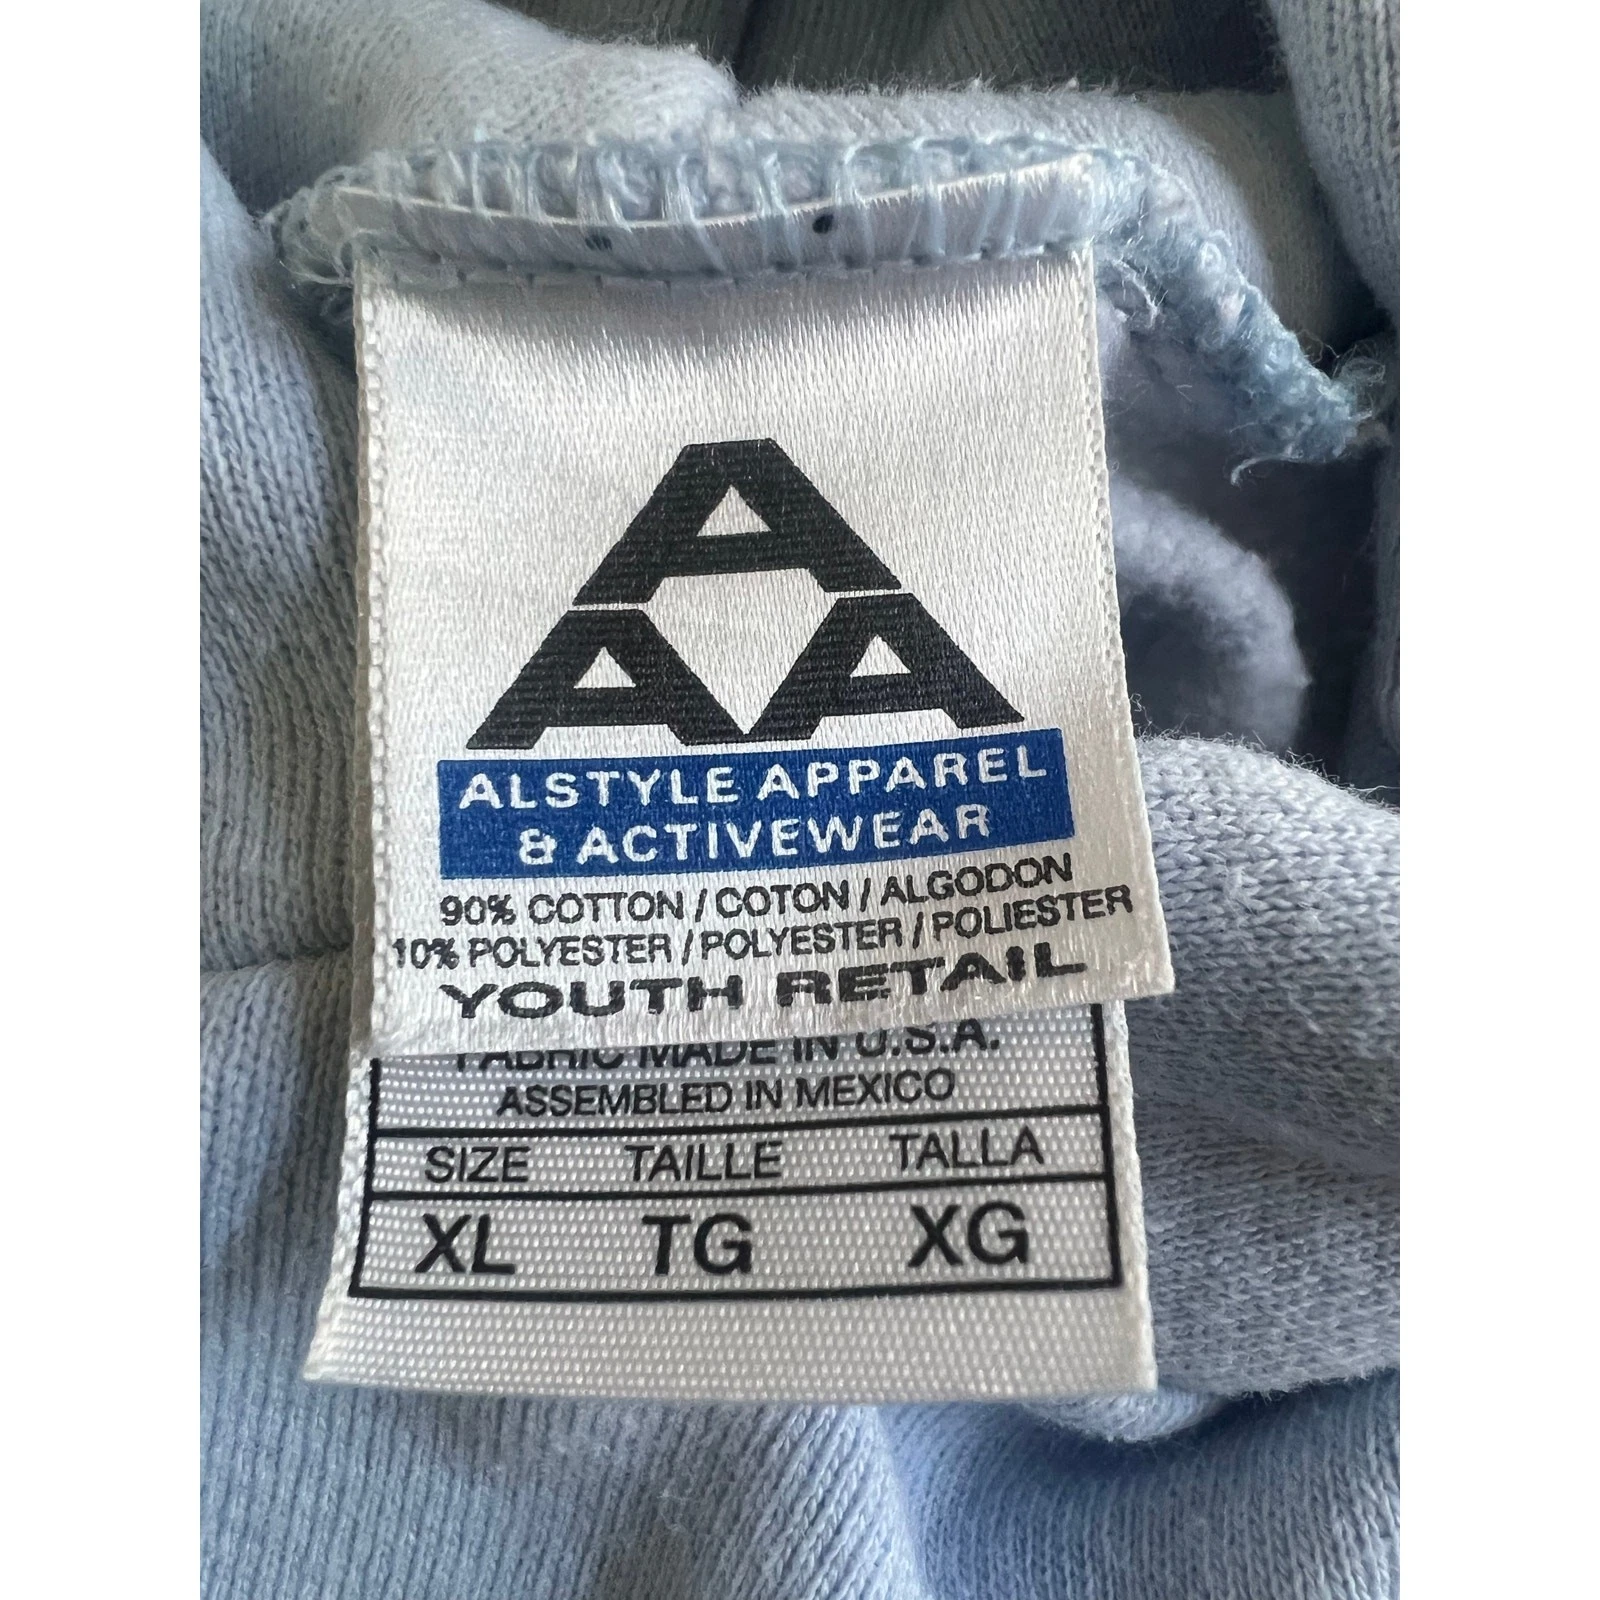 A
AA
ALSTYLE APPAREL
& ACTIVEWEAR
90% COTTON / COTON / ALGODON
10% POLYESTER / POLYESTER / POLIESTER
YOUTH RETAIL
FABRIC MADE IN U.S.A.
ASSEMBLED IN MEXICO
SIZE TAILLE TALLA
XL TG XG